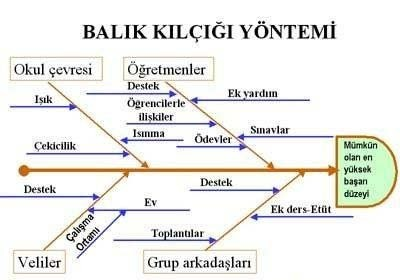 BALIK KILÇIĞI YÖNTEMİ
Okul çevresi
Öğretmenler
Destek
Işık
Ek yardım
Öğrencilerle
ilişkiler
Isınma
Sınavlar
Ödevler
Çekicilik
Mümkün
olan en
yüksek
başarı
düzeyi
Destek
Destek
Ev
Çalışma
Ortamı
Ek ders-Etüt
Toplantılar
Veliler
Grup arkadaşları